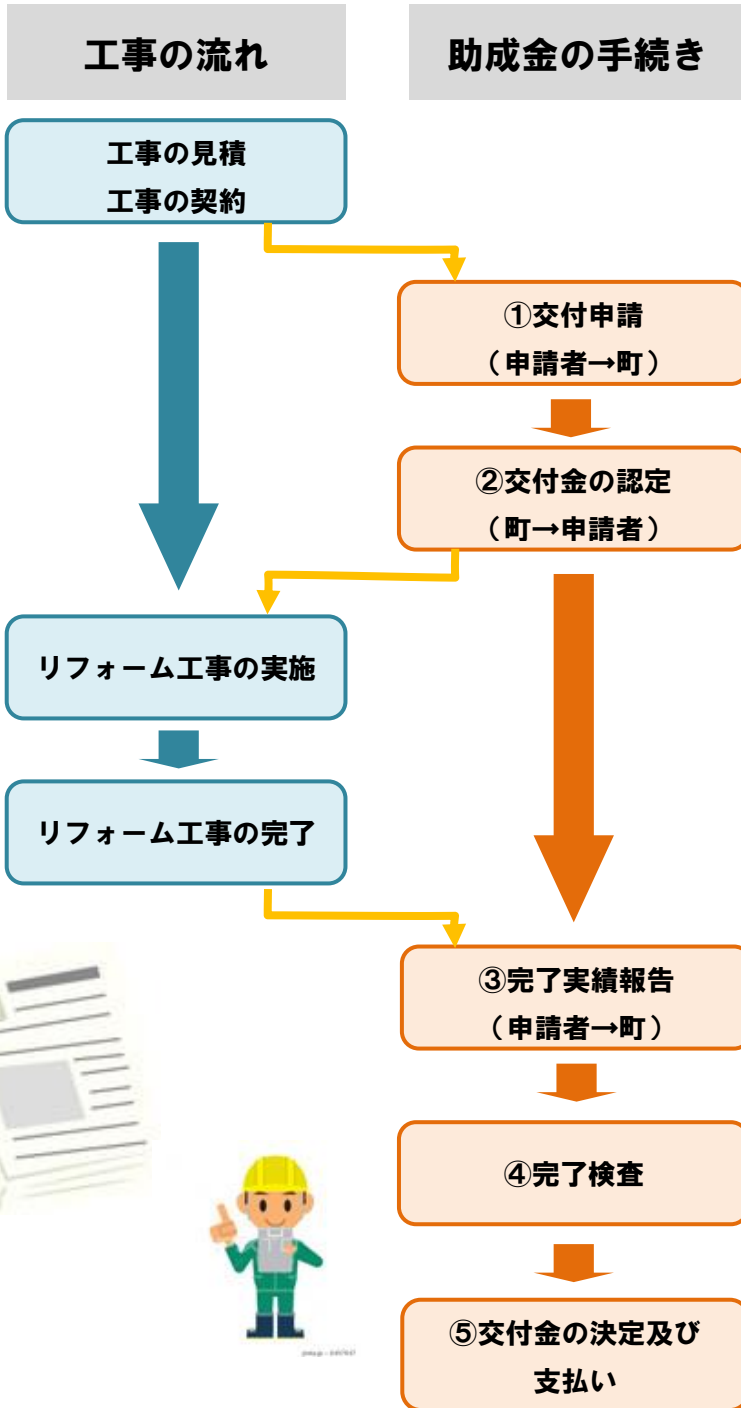 工事の流れ
助成金の手続き
工事の見積
工事の契約
①交付申請
（申請者→町）
②交付金の認定
（町→申請者）
リフォーム工事の実施
リフォーム工事の完了
③完了実績報告
（申請者→町）
④完了検査
⑤交付金の決定及び
支払い